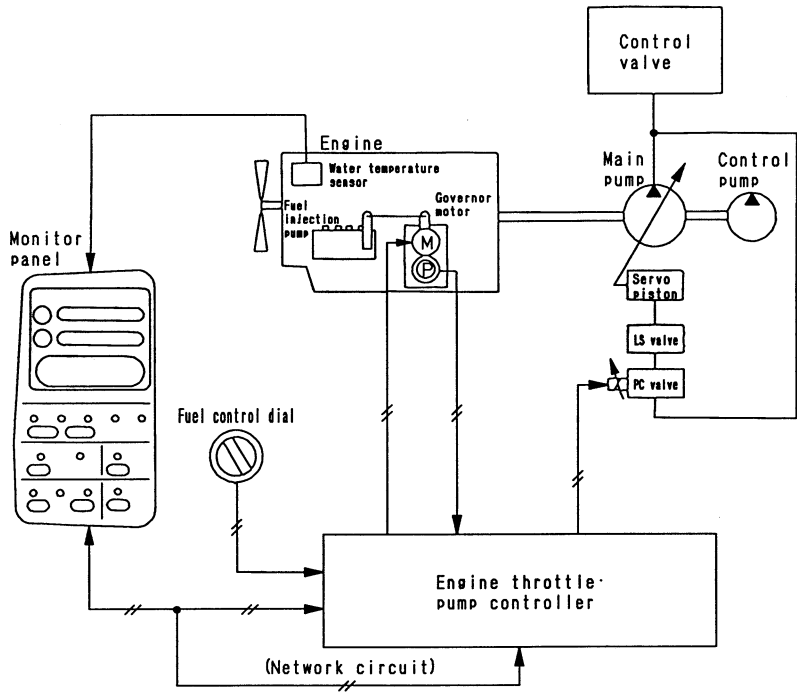 Control
valve
Engine
Water temperature
sensor
Main
pump
Control
pump
Fuel
injection
pump
Governor
motor
M
P
Monitor
panel
Servo
piston
LS valve
PC valve
Fuel control dial
Engine throttle·
pump controller
(Network circuit)